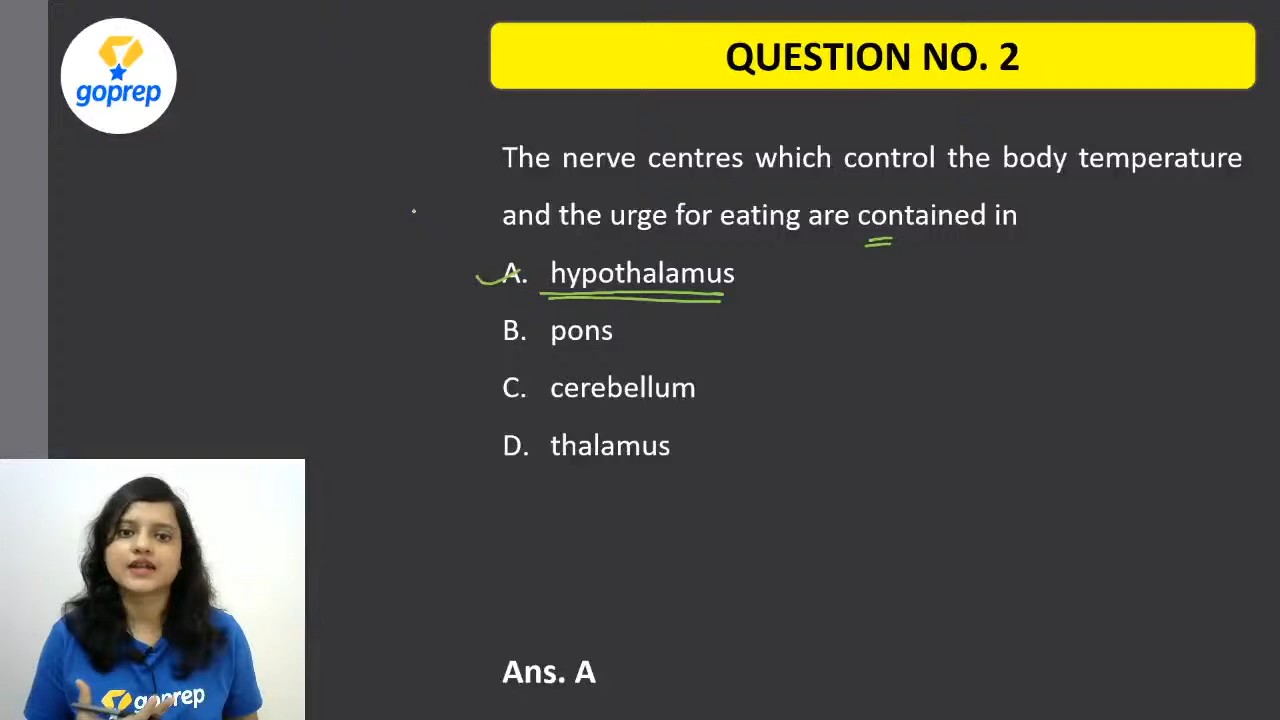 goprep
QUESTION NO. 2
The nerve centres which control the body temperature
and the urge for eating are contained in
A. hypothalamus
B. pons
C. cerebellum
D. thalamus
Ans. A
goprep